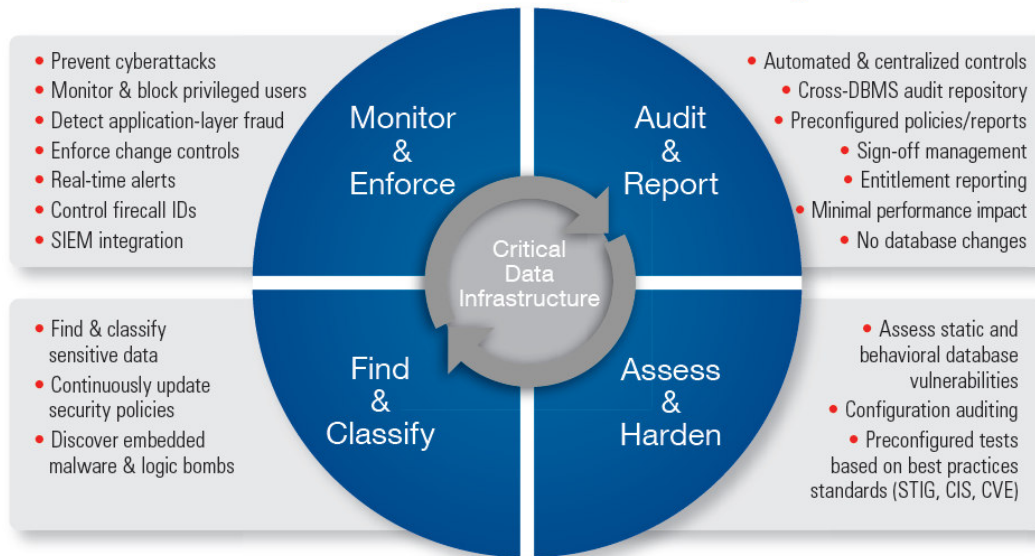 • Prevent cyberattacks
• Monitor & block privileged users
• Detect application-layer fraud
• Enforce change controls
• Real-time alerts
• Control firecall IDs
• SIEM integration
Monitor
&
Enforce
Audit
&
Report
• Automated & centralized controls
• Cross-DBMS audit repository
• Preconfigured policies/reports
• Sign-off management
• Entitlement reporting
• Minimal performance impact
• No database changes
Critical
Data
Infrastructure
• Find & classify
sensitive data
• Continuously update
security policies
• Discover embedded
malware & logic bombs
Find
&
Classify
Assess
&
Harden
• Assess static and
behavioral database
vulnerabilities
• Configuration auditing
• Preconfigured tests
based on best practices
standards (STIG, CIS, CVE)